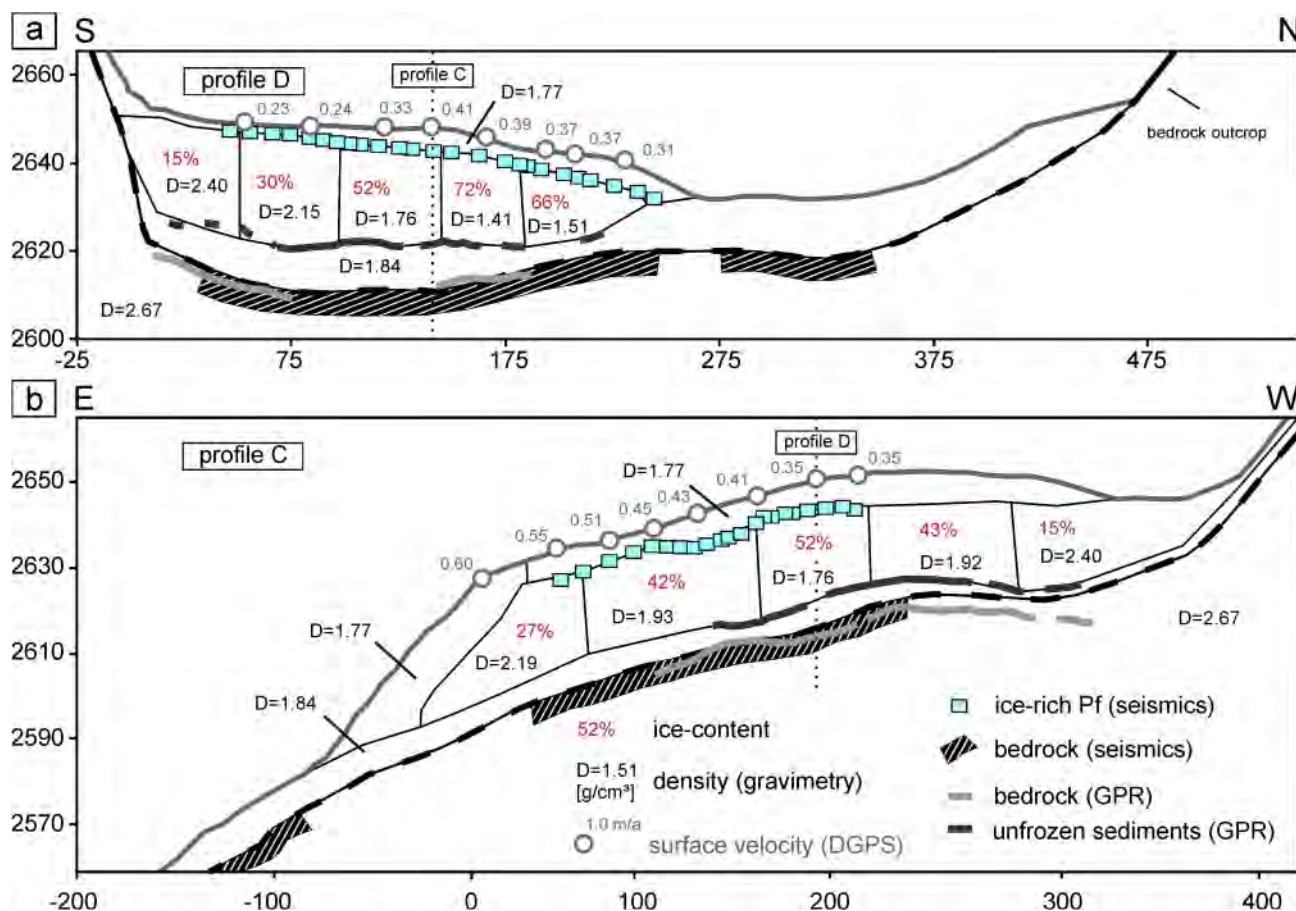 a S N
profile D
profile C
D=1.77
0.23 0.24 0.33 0.41 0.39 0.37 0.37 0.31
bedrock outcrop
15% 30% 52% 72% 66%
D=2.40 D=2.15 D=1.76 D=1.41 D=1.51
D=1.84
D=2.67
2660
2640
2620
2600
-25 75 175 275 375 475
b E W
profile C
profile D
D=1.77
0.60 0.55 0.51 0.45 0.43 0.41 0.35 0.35
27% 42% 52% 43% 15%
D=2.19 D=1.93 D=1.76 D=1.92 D=2.40
D=1.77
D=1.84
D=2.67
2650
2630
2610
2590
2570
-200 -100 0 100 200 300 400
52% ice-content
D=1.51
[g/cm³] density (gravimetry)
1.0 m/a
surface velocity (DGPS)
ice-rich Pf (seismics)
bedrock (seismics)
bedrock (GPR)
unfrozen sediments (GPR)